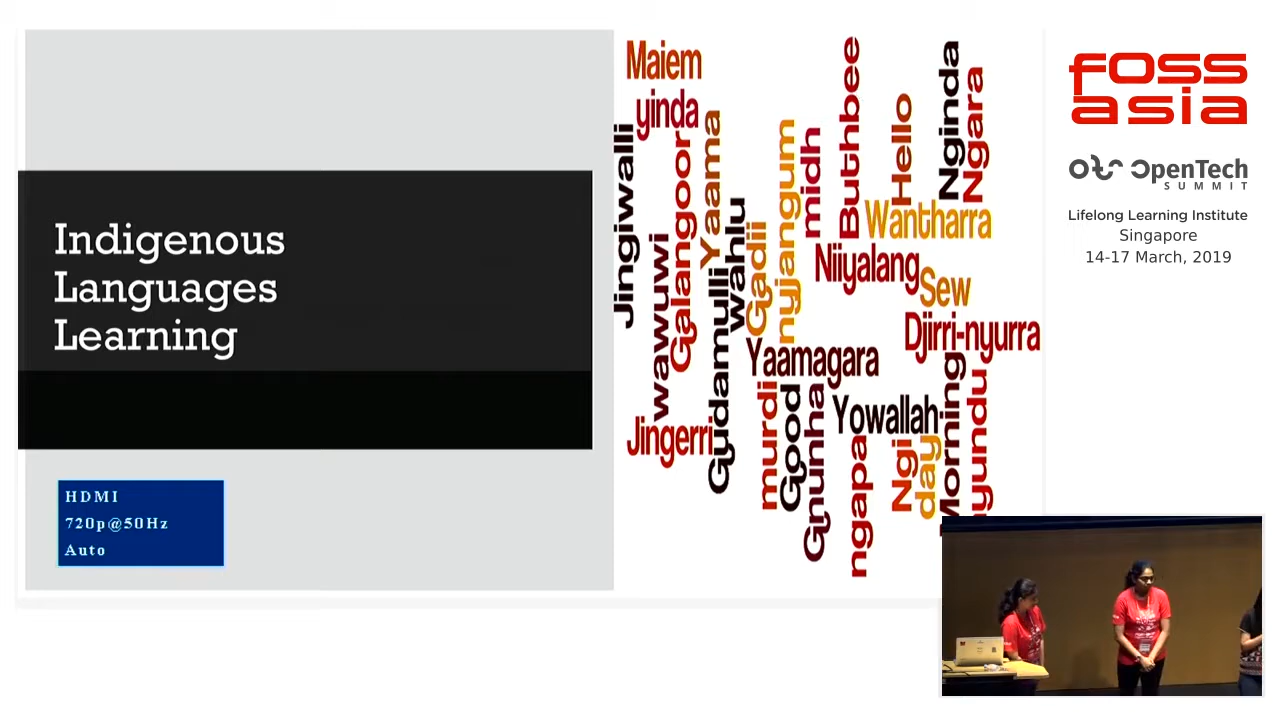 Indigenous
Languages
Learning
HDMI
720p@50Hz
Auto
Maiem
yinda
Jingiwalli
wawuwi
Galangoor
Yaama
Gudamulli
wahlu
Gadii
nyjangum
midh
Buthbee
Hello
Nginda
Ngara
Wantharra
Niiyalang
Sew
Djirri-nyurra
Yaamagara
Yowallah
Jingerri
murdi
Good
Gnunha
ngapa
Ngi
day
Morning
foss
asia
OpenTech
SUMMIT
Lifelong Learning Institute
Singapore
14-17 March, 2019